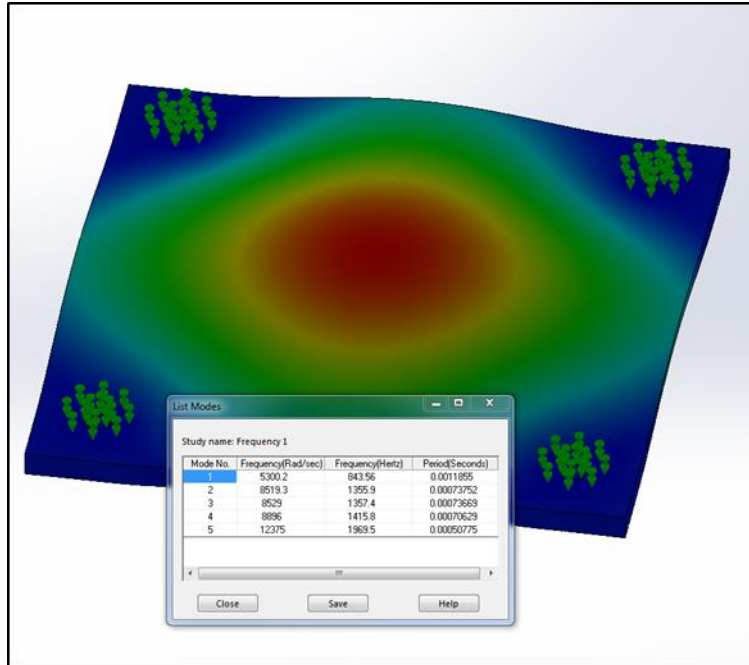 List Modes
Study name: Frequency 1
Mode No. Frequency(Rad/sec) Frequency(Hertz) Period(Seconds)
1 5300.2 843.56 0.0011855
2 8519.3 1355.9 0.00073752
3 8529 1357.4 0.00073669
4 8896 1415.8 0.00070629
5 12375 1969.5 0.00050775
Close Save Help